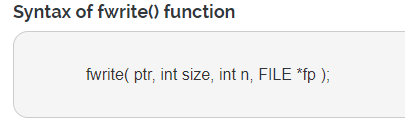 Syntax of fwrite() function
fwrite( ptr, int size, int n, FILE *fp );